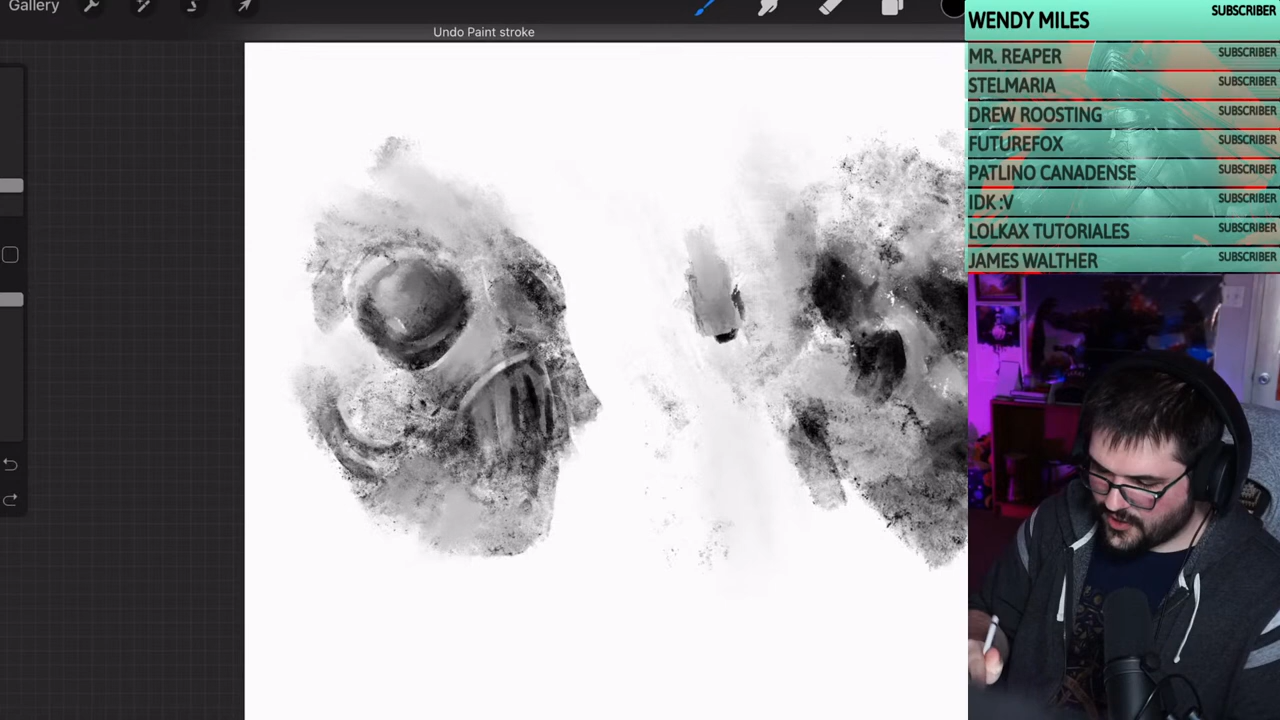 Gallery
Undo Paint stroke
WENDY MILES SUBSCRIBER
MR. REAPER SUBSCRIBER
STELMARIA SUBSCRIBER
DREW ROOSTING SUBSCRIBER
FUTUREFOX SUBSCRIBER
PATLINO CANADENSE SUBSCRIBER
IDK :V SUBSCRIBER
LOLKAX TUTORIALES SUBSCRIBER
JAMES WALTHER SUBSCRIBER